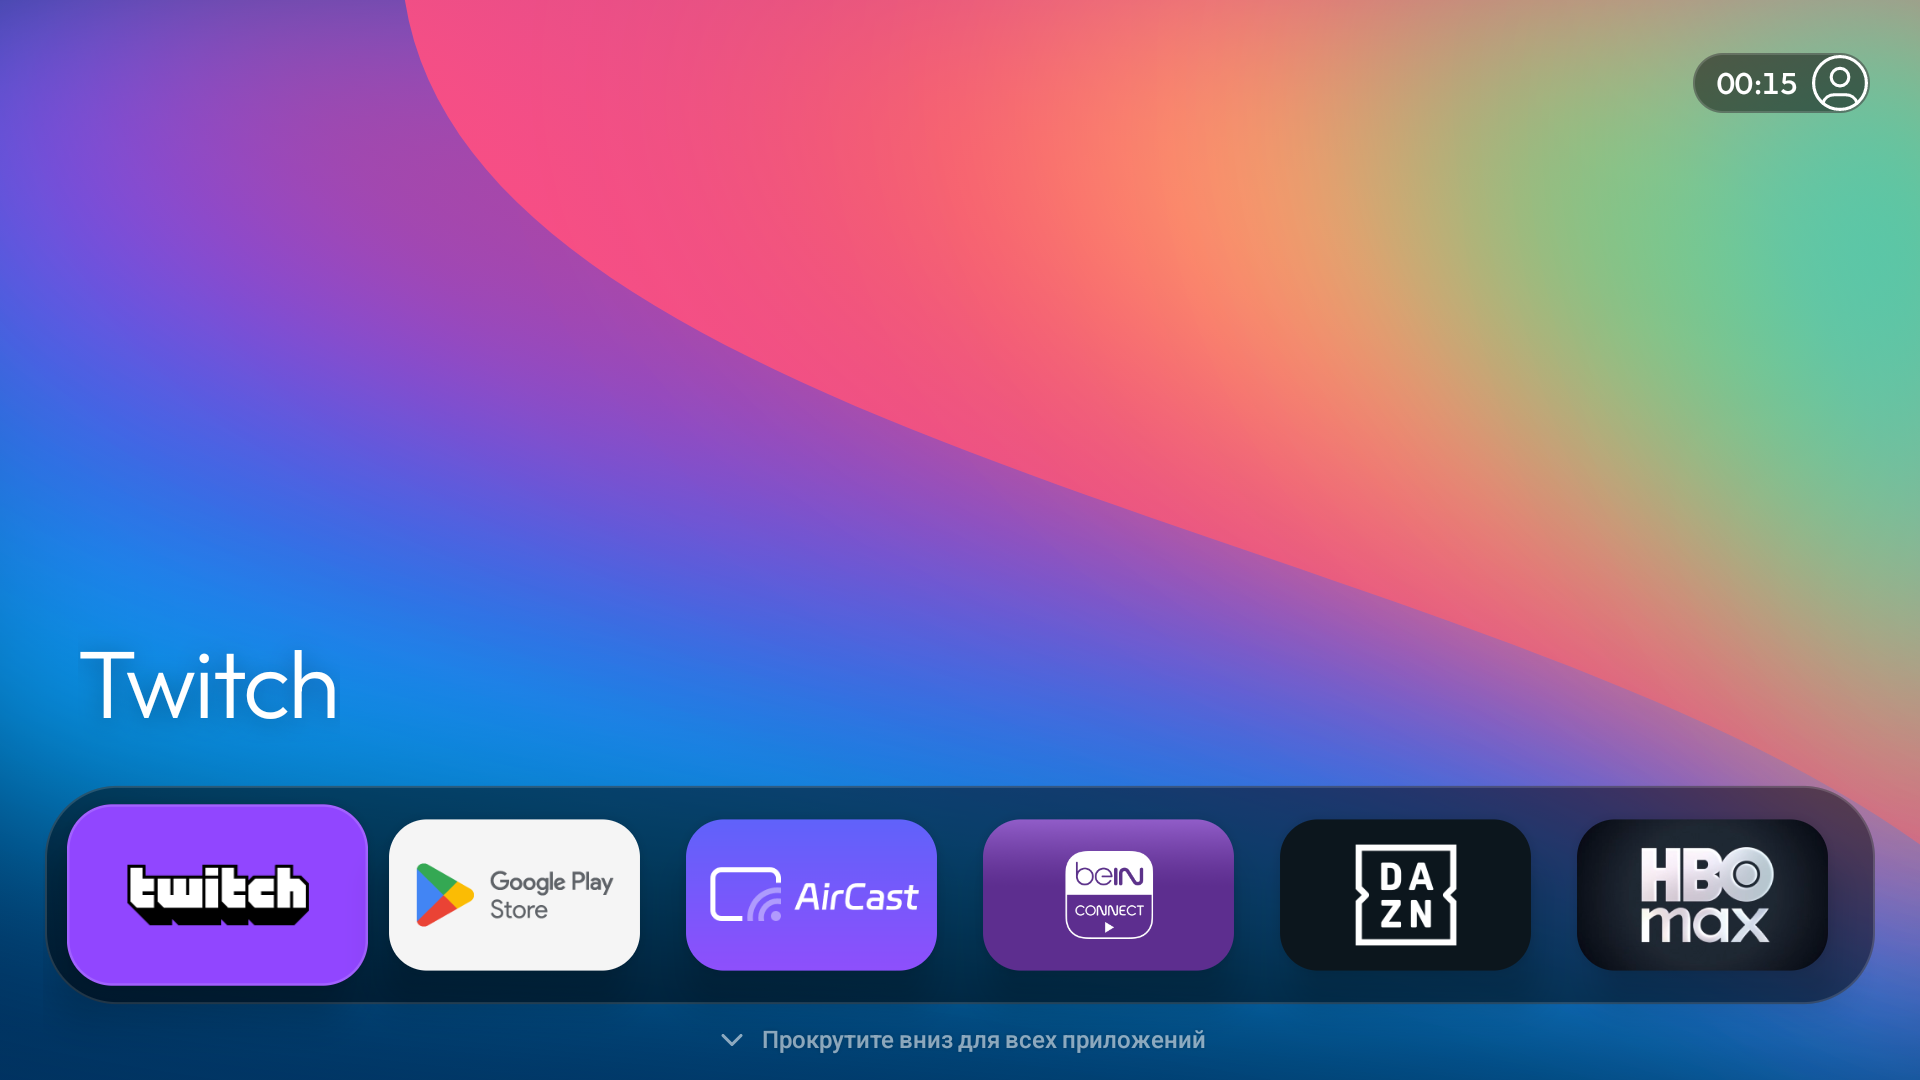 00:15
Twitch
twitch
Google Play
Store
AirCast
beIN
CONNECT
DA
ZN
HBO
max
Прокрутите вниз для всех приложений